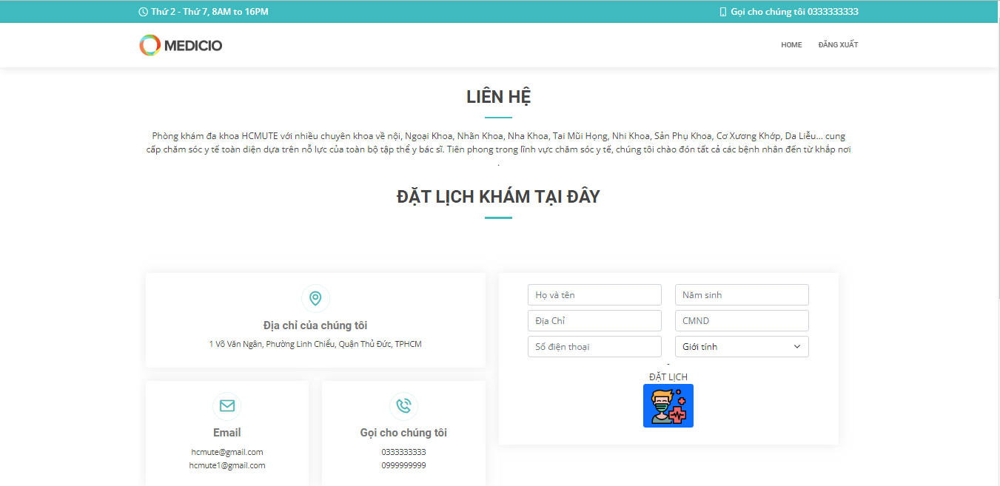 Thứ 2 - Thứ 7, 8AM to 16PM
Gọi cho chúng tôi 0333333333
MEDICIO
HOME
ĐĂNG XUẤT
LIÊN HỆ
Phòng khám đa khoa HCMUTE với nhiều chuyên khoa về nội, Ngoại Khoa, Nhãn Khoa, Nha Khoa, Tai Mũi Họng, Nhi Khoa, Sản Phụ Khoa, Cơ Xương Khớp, Da Liễu... cung
cấp chăm sóc y tế toàn diện dựa trên nỗ lực của toàn bộ tập thể y bác sĩ. Tiên phong trong lĩnh vực chăm sóc y tế, chúng tôi chào đón tất cả các bệnh nhân đến từ khắp nơi
.
ĐẶT LỊCH KHÁM TẠI ĐÂY
Địa chỉ của chúng tôi
1 Võ Văn Ngân, Phường Linh Chiểu, Quận Thủ Đức, TPHCM
Email
hcmute@gmail.com
hcmute1@gmail.com
Gọi cho chúng tôi
0333333333
0999999999
Họ và tên
Năm sinh
Địa Chỉ
CMND
Số điện thoại
Giới tính
-
ĐẶT LỊCH